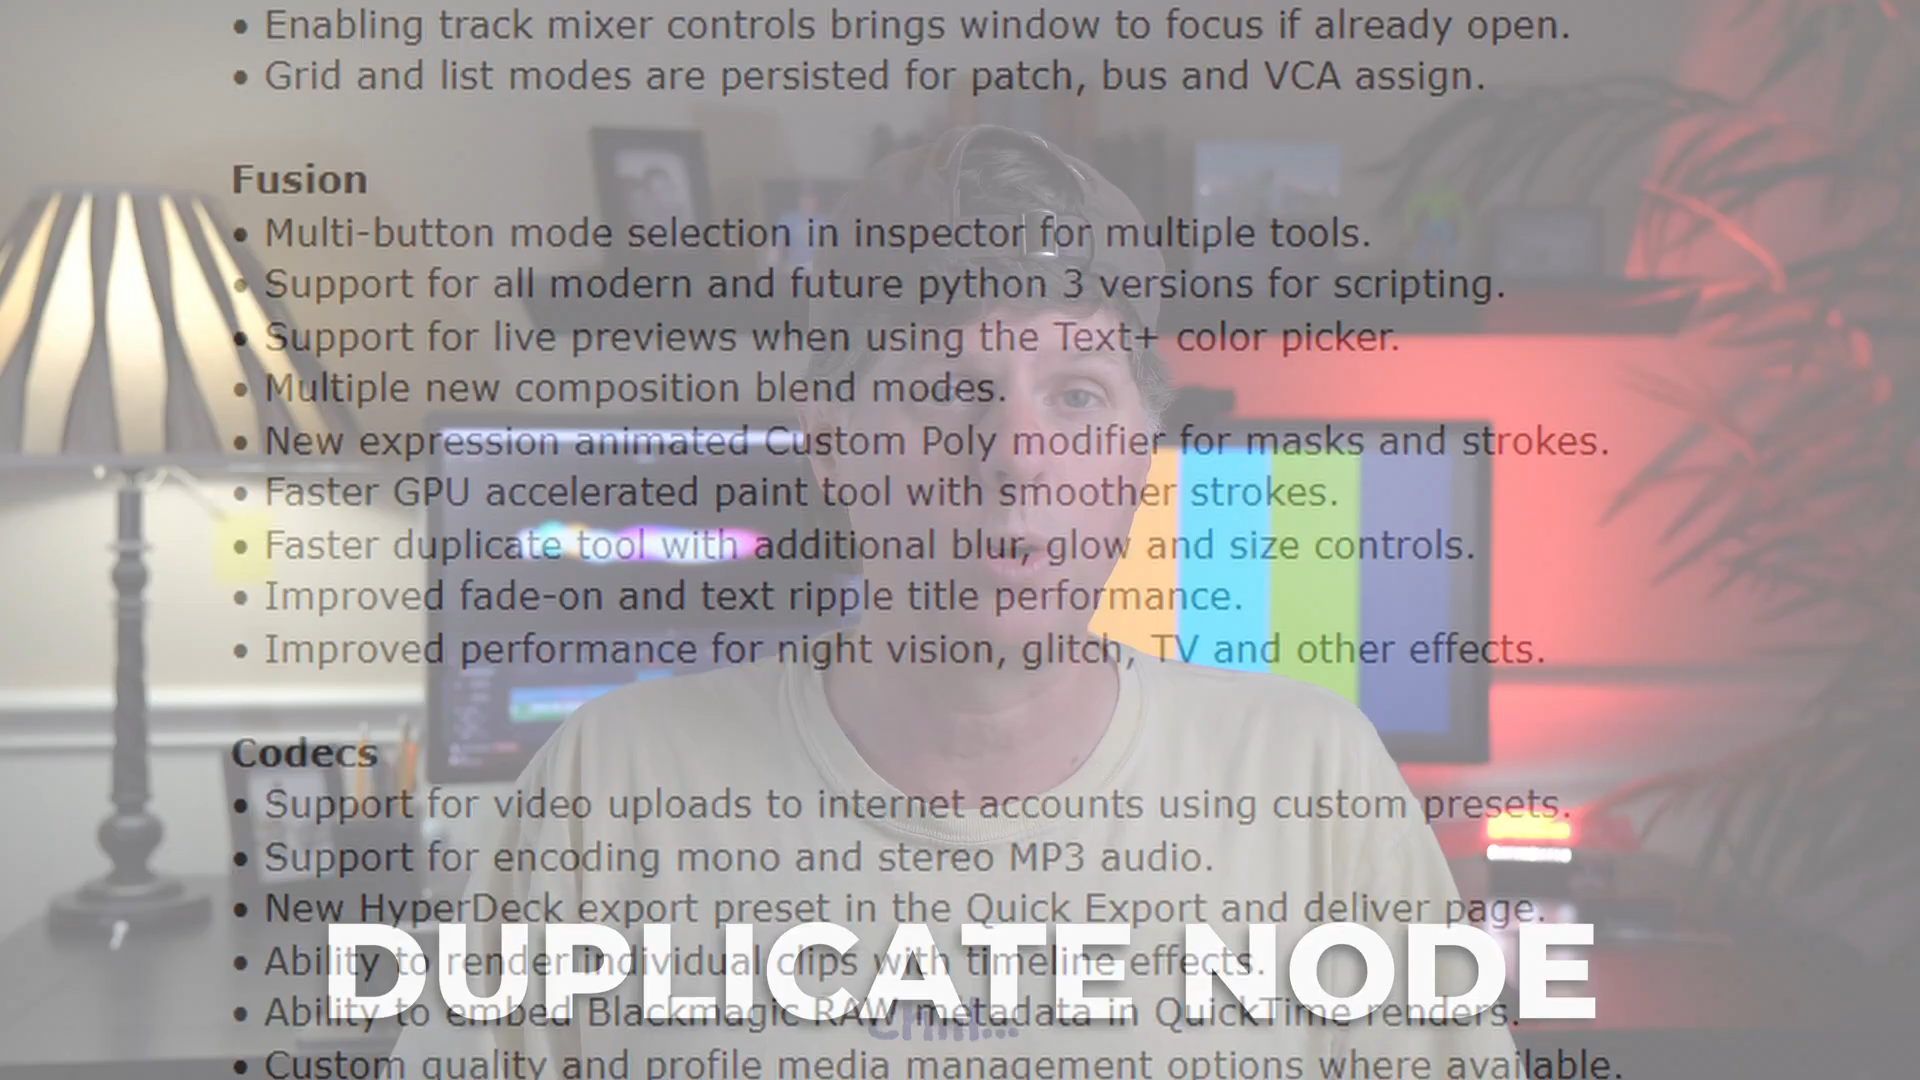 • Enabling track mixer controls brings window to focus if already open.
• Grid and list modes are persisted for patch, bus and VCA assign.
Fusion
• Multi-button mode selection in inspector for multiple tools.
• Support for all modern and future python 3 versions for scripting.
• Support for live previews when using the Text+ color picker.
• Multiple new composition blend modes.
• New expression animated Custom Poly modifier for masks and strokes.
• Faster GPU accelerated paint tool with smoother strokes.
• Faster duplicate tool with additional blur, glow and size controls.
• Improved fade-on and text ripple title performance.
• Improved performance for night vision, glitch, TV and other effects.
Codecs
• Support for video uploads to internet accounts using custom presets.
• Support for encoding mono and stereo MP3 audio.
• New HyperDeck export preset in the Quick Export and deliver page.
• Ability to render individual clips with timeline effects.
DUPLICATE NODE
• Ability to embed Blackmagic RAW metadata in QuickTime renders.
• Custom quality and profile media management options where available.